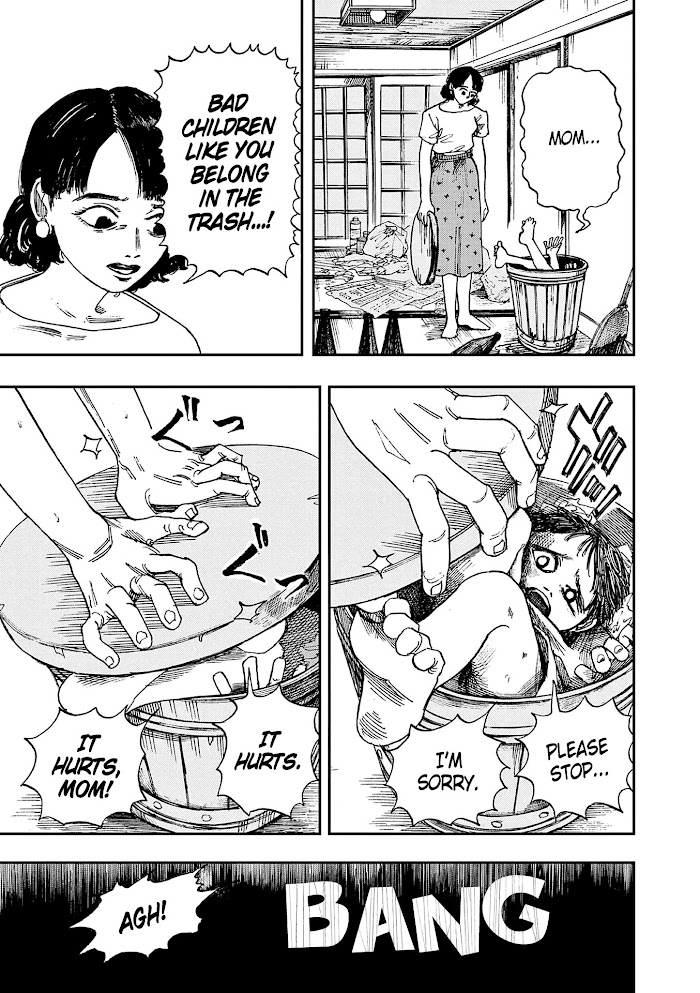 MOM...
BAD
CHILDREN
LIKE YOU
BELONG
IN THE
TRASH...!
PLEASE
STOP...
I'M
SORRY.
ぐっ
ぐっ
IT
HURTS.
IT
HURTS,
MOM!
BANG
AGH!